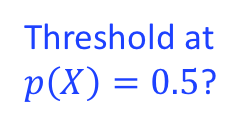 Threshold at
p(X) = 0.5?